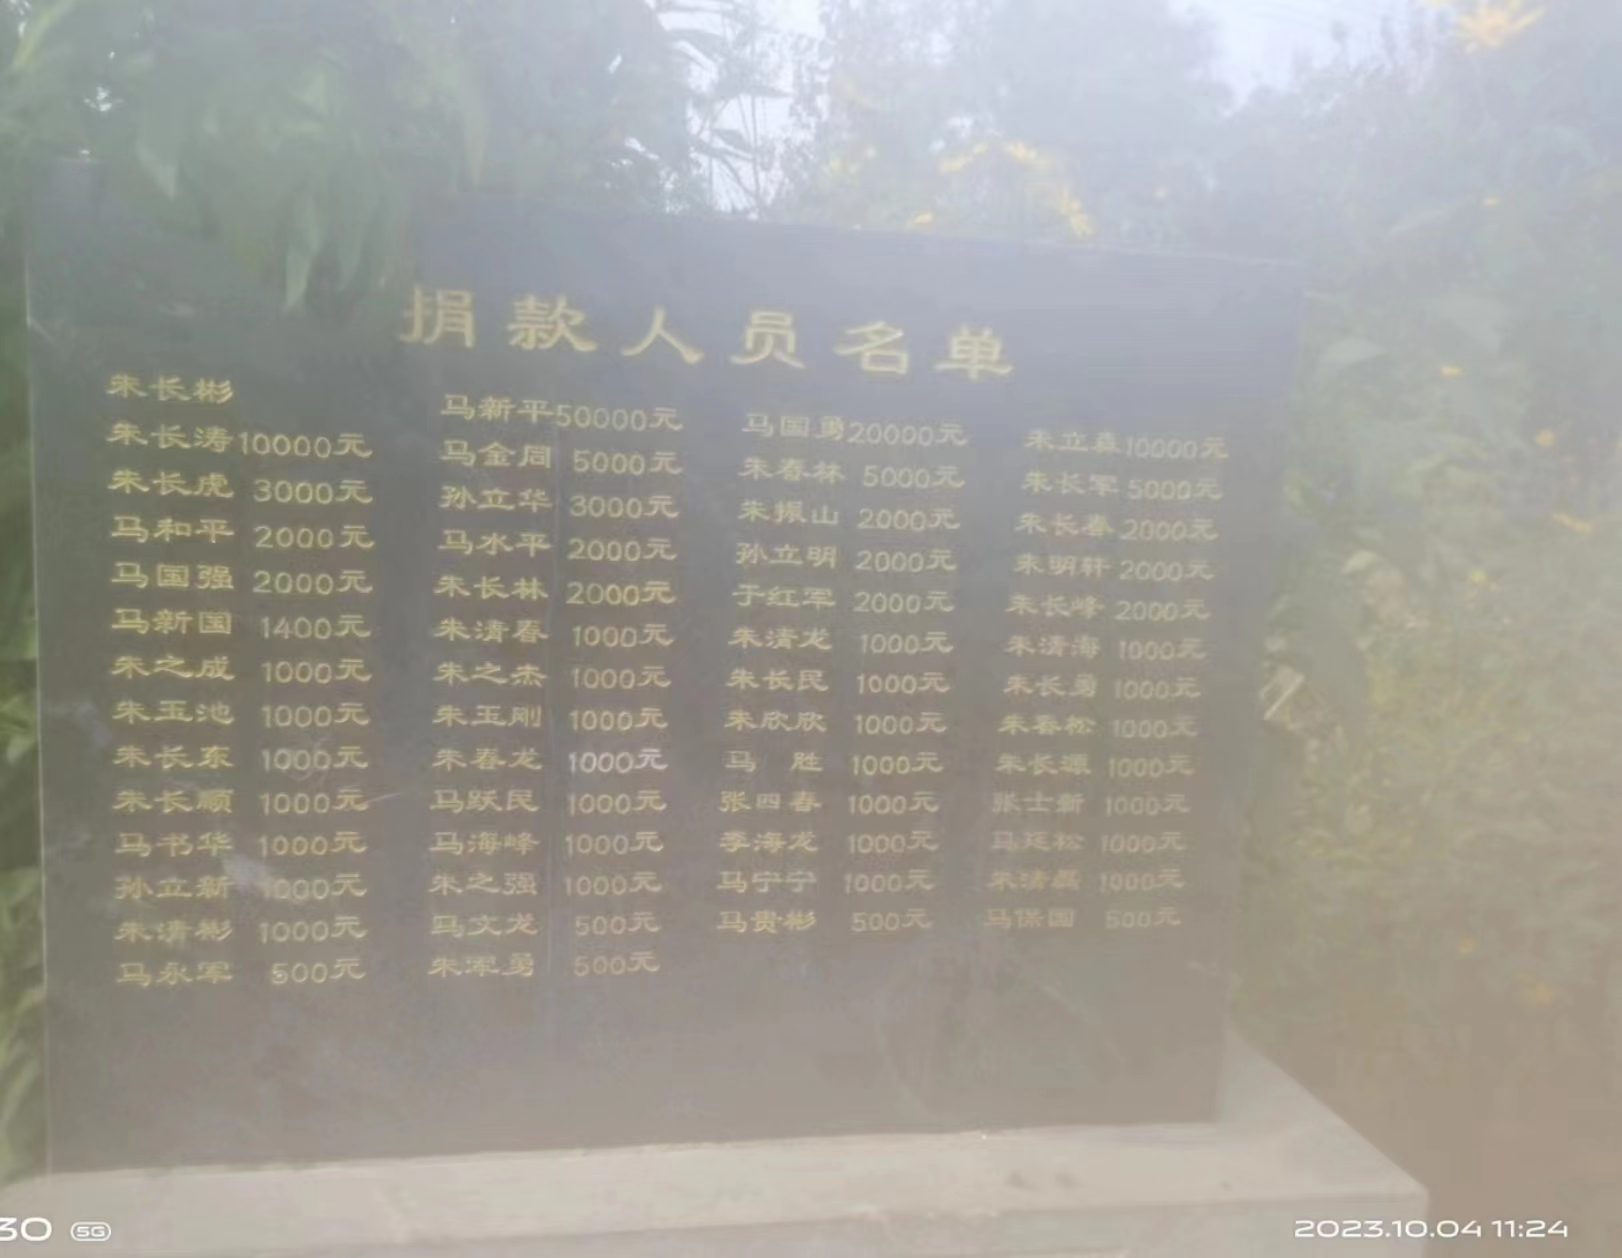 捐款人员名单
朱长彬
朱长涛10000元 马新平50000元 马国勇20000元 朱立森10000元
朱长虎 3000元 马金同 5000元 朱春林 5000元 朱长军 5000元
马和平 2000元 孙立华 3000元 朱振山 2000元 朱长春 2000元
马国强 2000元 马水平 2000元 孙立明 2000元 朱明轩 2000元
马新国 1400元 朱长林 2000元 于红军 2000元 朱长峰 2000元
朱之成 1000元 朱清春 1000元 朱清龙 1000元 朱清海 1000元
朱玉池 1000元 朱之杰 1000元 朱长民 1000元 朱长勇 1000元
朱长东 1000元 朱玉刚 1000元 朱欣欣 1000元 朱春松 1000元
朱长顺 1000元 朱春龙 1000元 马 胜 1000元 朱长源 1000元
马书华 1000元 马跃民 1000元 张四春 1000元 张士新 1000元
孙立新 1000元 马海峰 1000元 李海龙 1000元 马延松 1000元
朱清彬 1000元 朱之强 1000元 马宁宁 1000元 朱清磊 1000元
马永军 500元 马文龙 500元 马贵彬 500元 马保国 500元
朱军勇 500元
30 5G
2023.10.04 11:24